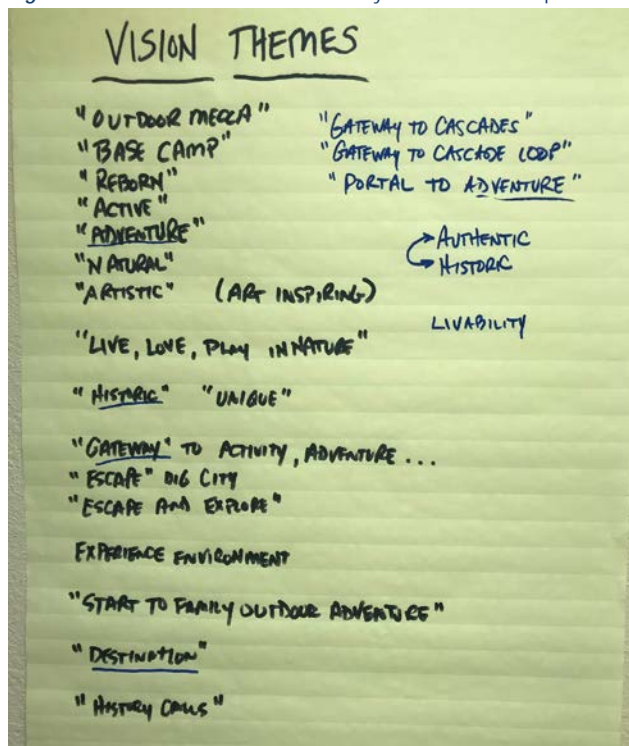 VISION THEMES
"OUTDOOR MECCA"
"BASE CAMP"
"REBORN"
"ACTIVE"
"ADVENTURE"
"NATURAL"
"ARTISTIC" (ART INSPIRING)
"LIVE, LOVE, PLAY IN NATURE"
"HISTORIC" "UNIQUE"
"GATEWAY" TO ACTIVITY, ADVENTURE...
"ESCAPE" BIG CITY
"ESCAPE AND EXPLORE"
EXPERIENCE ENVIRONMENT
"START TO FAMILY OUTDOOR ADVENTURE"
"DESTINATION"
"HISTORY CALLS"
"GATEWAY TO CASCADES"
"GATEWAY TO CASCADE LOOP"
"PORTAL TO ADVENTURE"
AUTHENTIC
HISTORIC
LIVABILITY